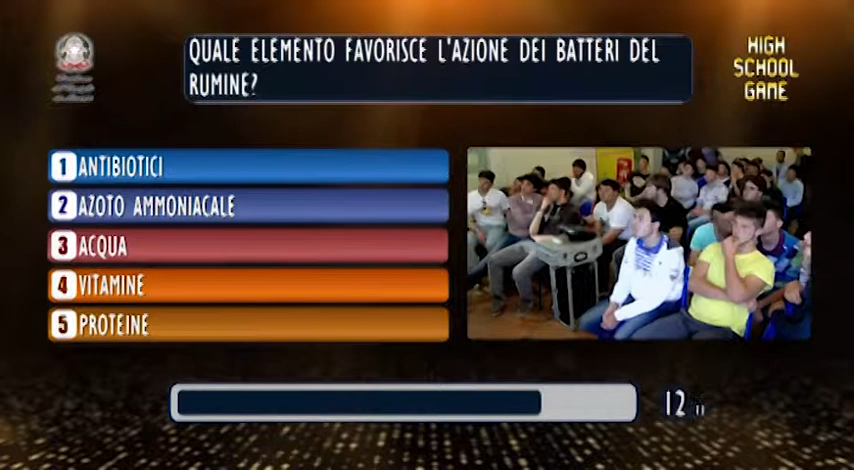 QUALE ELEMENTO FAVORISCE L'AZIONE DEI BATTERI DEL
RUMINE?
HIGH
SCHOOL
GAME
1 ANTIBIOTICI
2 AZOTO AMMONIACALE
3 ACQUA
4 VITAMINE
5 PROTEINE
12"